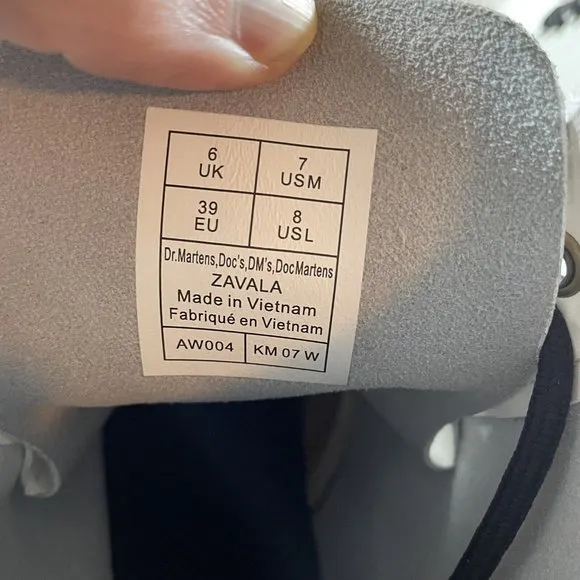 6 7
UK USM
39 8
EU USL
Dr.Martens,Doc's,DM's,DocMartens
ZAVALA
Made in Vietnam
Fabriqué en Vietnam
AW004 KM 07 W